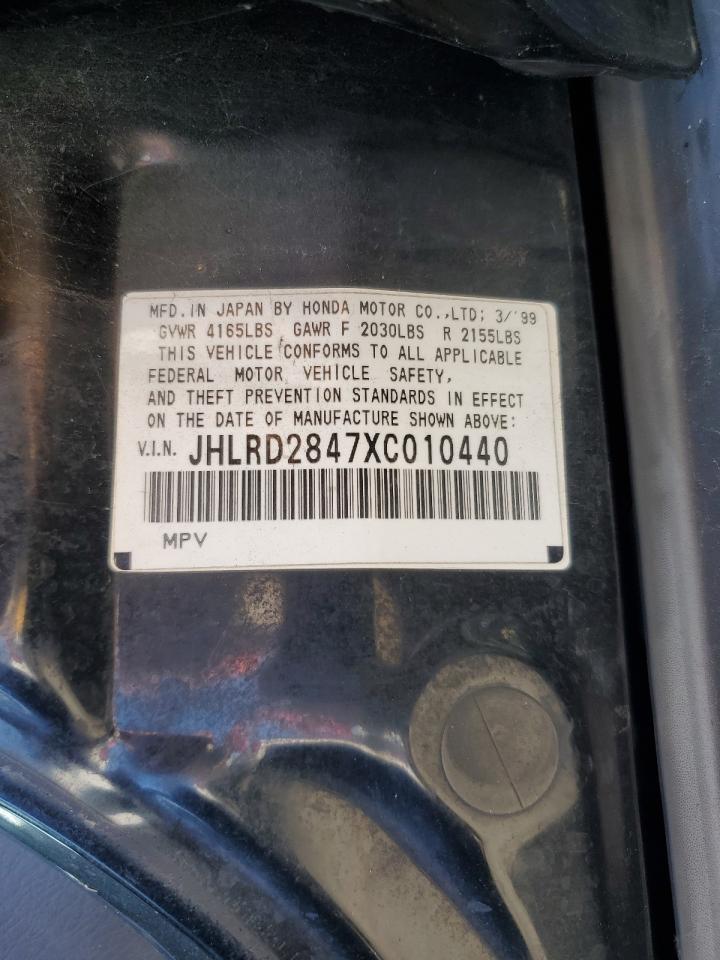 MFD. IN JAPAN BY HONDA MOTOR CO.,LTD; 3/'99
GVWR 4165LBS GAWR F 2030LBS R 2155LBS
THIS VEHICLE CONFORMS TO ALL APPLICABLE
FEDERAL MOTOR VEHICLE SAFETY,
AND THEFT PREVENTION STANDARDS IN EFFECT
ON THE DATE OF MANUFACTURE SHOWN ABOVE:
V.I.N. JHLRD2847XC010440
MPV